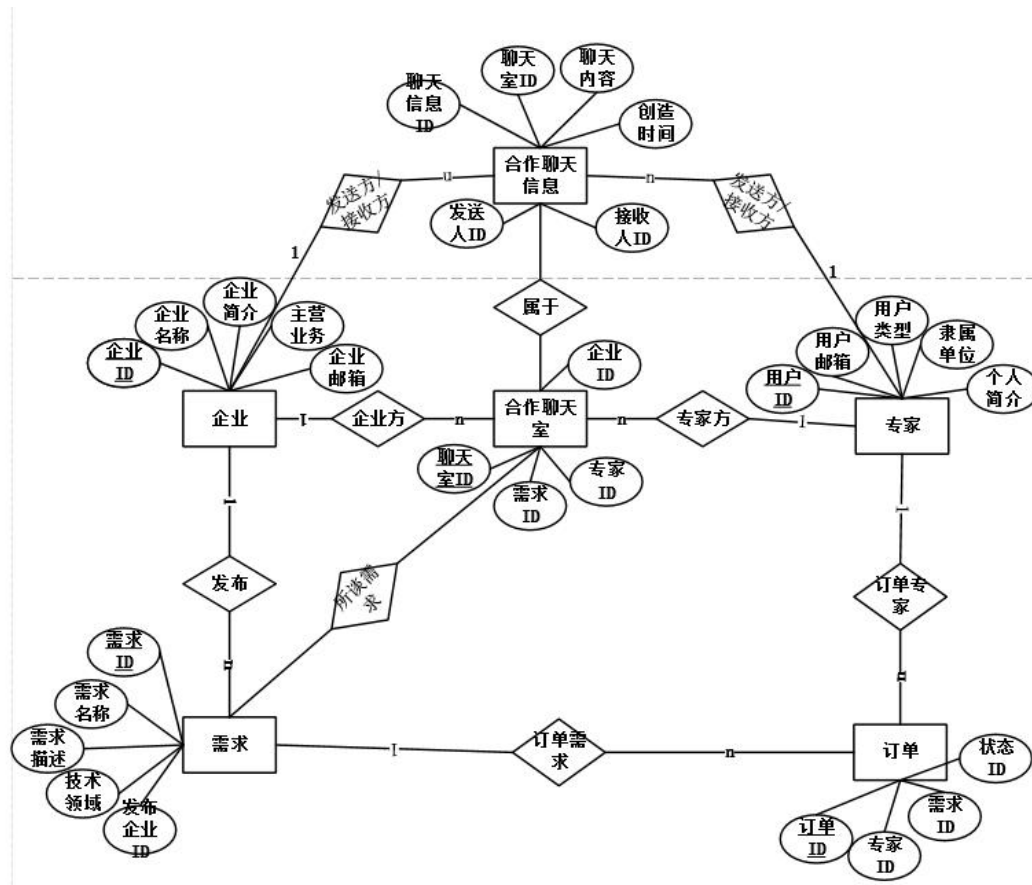 聊天
信息
ID
聊天
室ID
聊天
内容
创造
时间
合作聊天
信息
发送方/
接收方
n
n
发送方/
接收方
发送
人ID
接收
人ID
1
1
属于
企业
ID
企业
名称
企业
简介
主营
业务
企业
邮箱
企业
ID
用户
ID
用户
邮箱
用户
类型
隶属
单位
个人
简介
企业
1
企业方
n
合作聊天
室
n
专家方
1
专家
聊天
室ID
需求
ID
专家
ID
1
1
发布
所谈需
求
订单专
家
n
n
需求
ID
需求
名称
需求
描述
技术
领域
发布
企业
ID
需求
1
订单需
求
n
订单
状态
ID
需求
ID
订单
ID
专家
ID